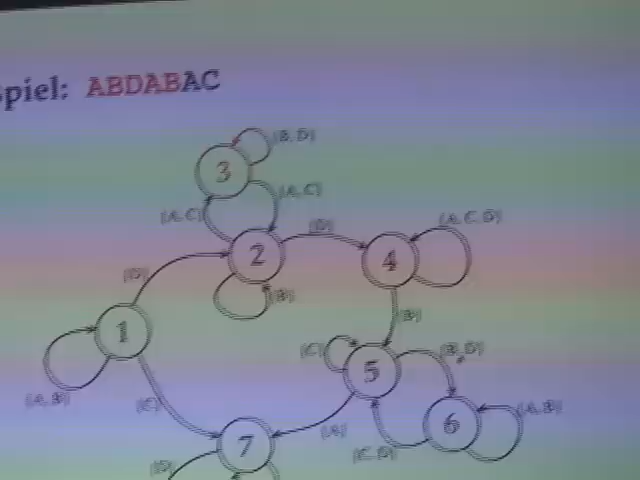 spiel: ABDABAC
3
{B, D}
{A, C}
{A, C}
{D}
{A, C, D}
2
4
{D}
{B}
{B}
1
{C}
{B, D}
5
{A, B}
{C}
{A, B}
6
{A}
7
{C, D}
{D}